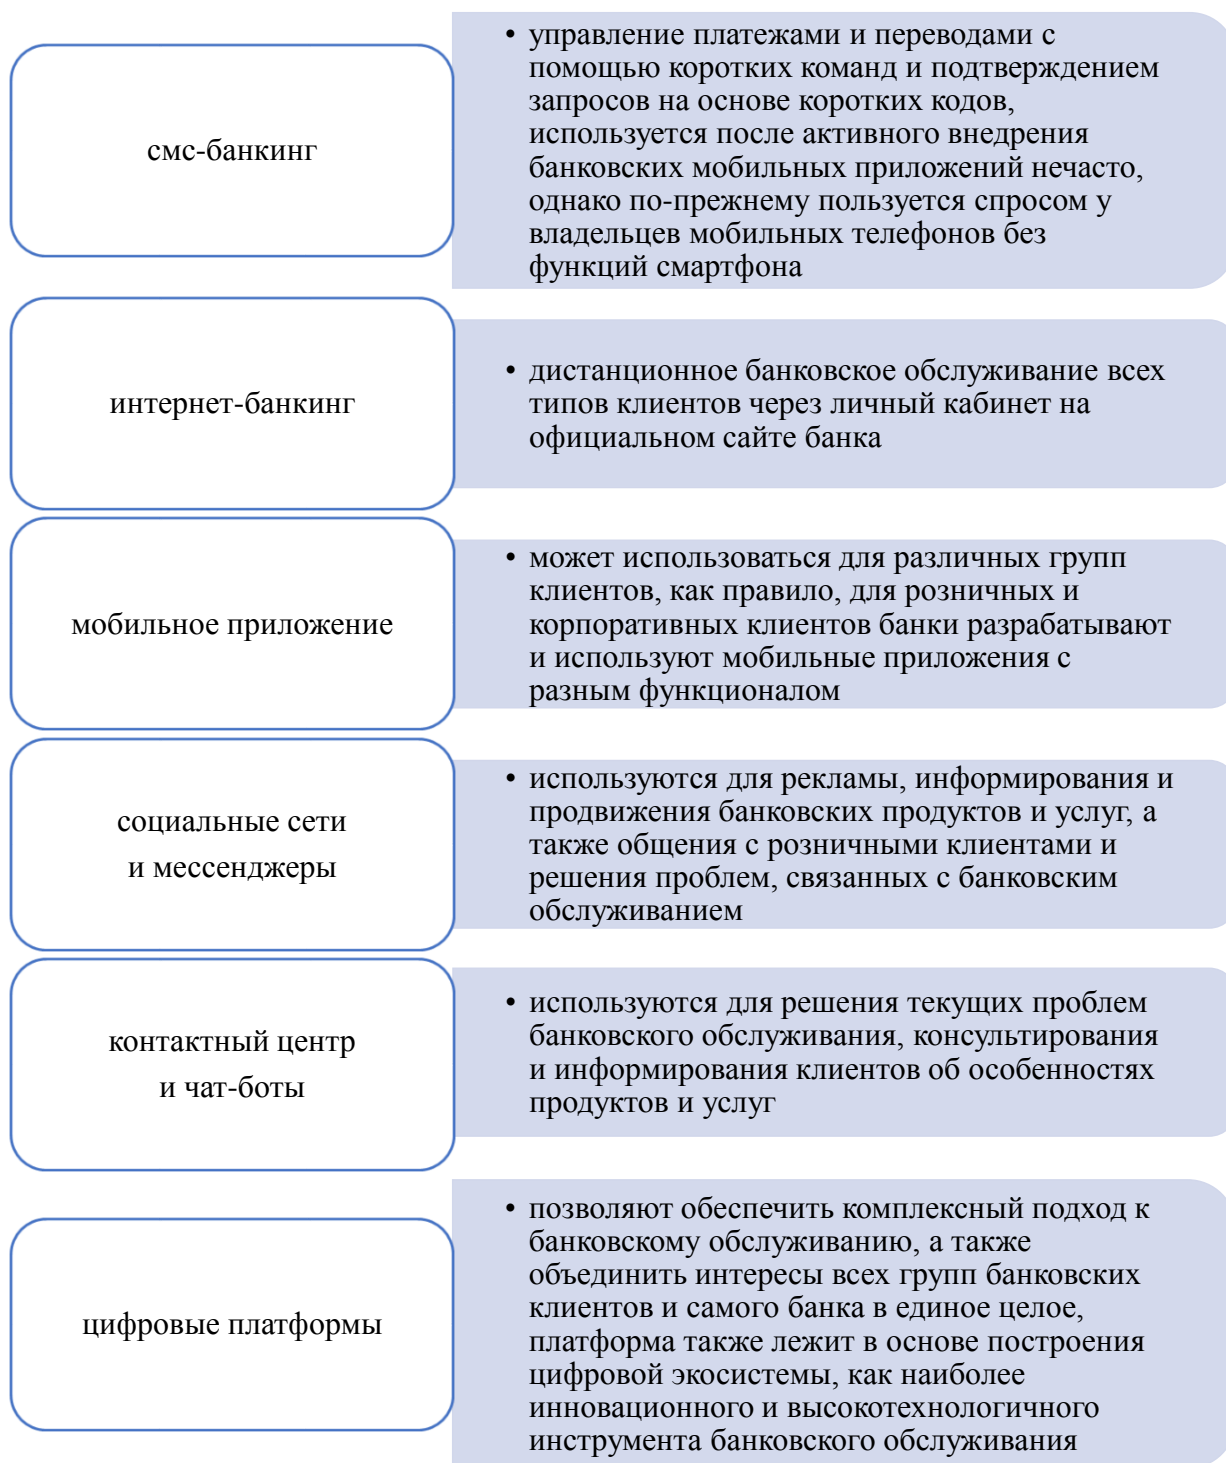 смс-банкинг
• управление платежами и переводами с
помощью коротких команд и подтверждением
запросов на основе коротких кодов,
используется после активного внедрения
банковских мобильных приложений нечасто,
однако по-прежнему пользуется спросом у
владельцев мобильных телефонов без
функций смартфона
интернет-банкинг
• дистанционное банковское обслуживание всех
типов клиентов через личный кабинет на
официальном сайте банка
мобильное приложение
• может использоваться для различных групп
клиентов, как правило, для розничных и
корпоративных клиентов банки разрабатывают
и используют мобильные приложения с
разным функционалом
социальные сети
и мессенджеры
• используются для рекламы, информирования и
продвижения банковских продуктов и услуг, а
также общения с розничными клиентами и
решения проблем, связанных с банковским
обслуживанием
контактный центр
и чат-боты
• используются для решения текущих проблем
банковского обслуживания, консультирования
и информирования клиентов об особенностях
продуктов и услуг
цифровые платформы
• позволяют обеспечить комплексный подход к
банковскому обслуживанию, а также
объединить интересы всех групп банковских
клиентов и самого банка в единое целое,
платформа также лежит в основе построения
цифровой экосистемы, как наиболее
инновационного и высокотехнологичного
инструмента банковского обслуживания